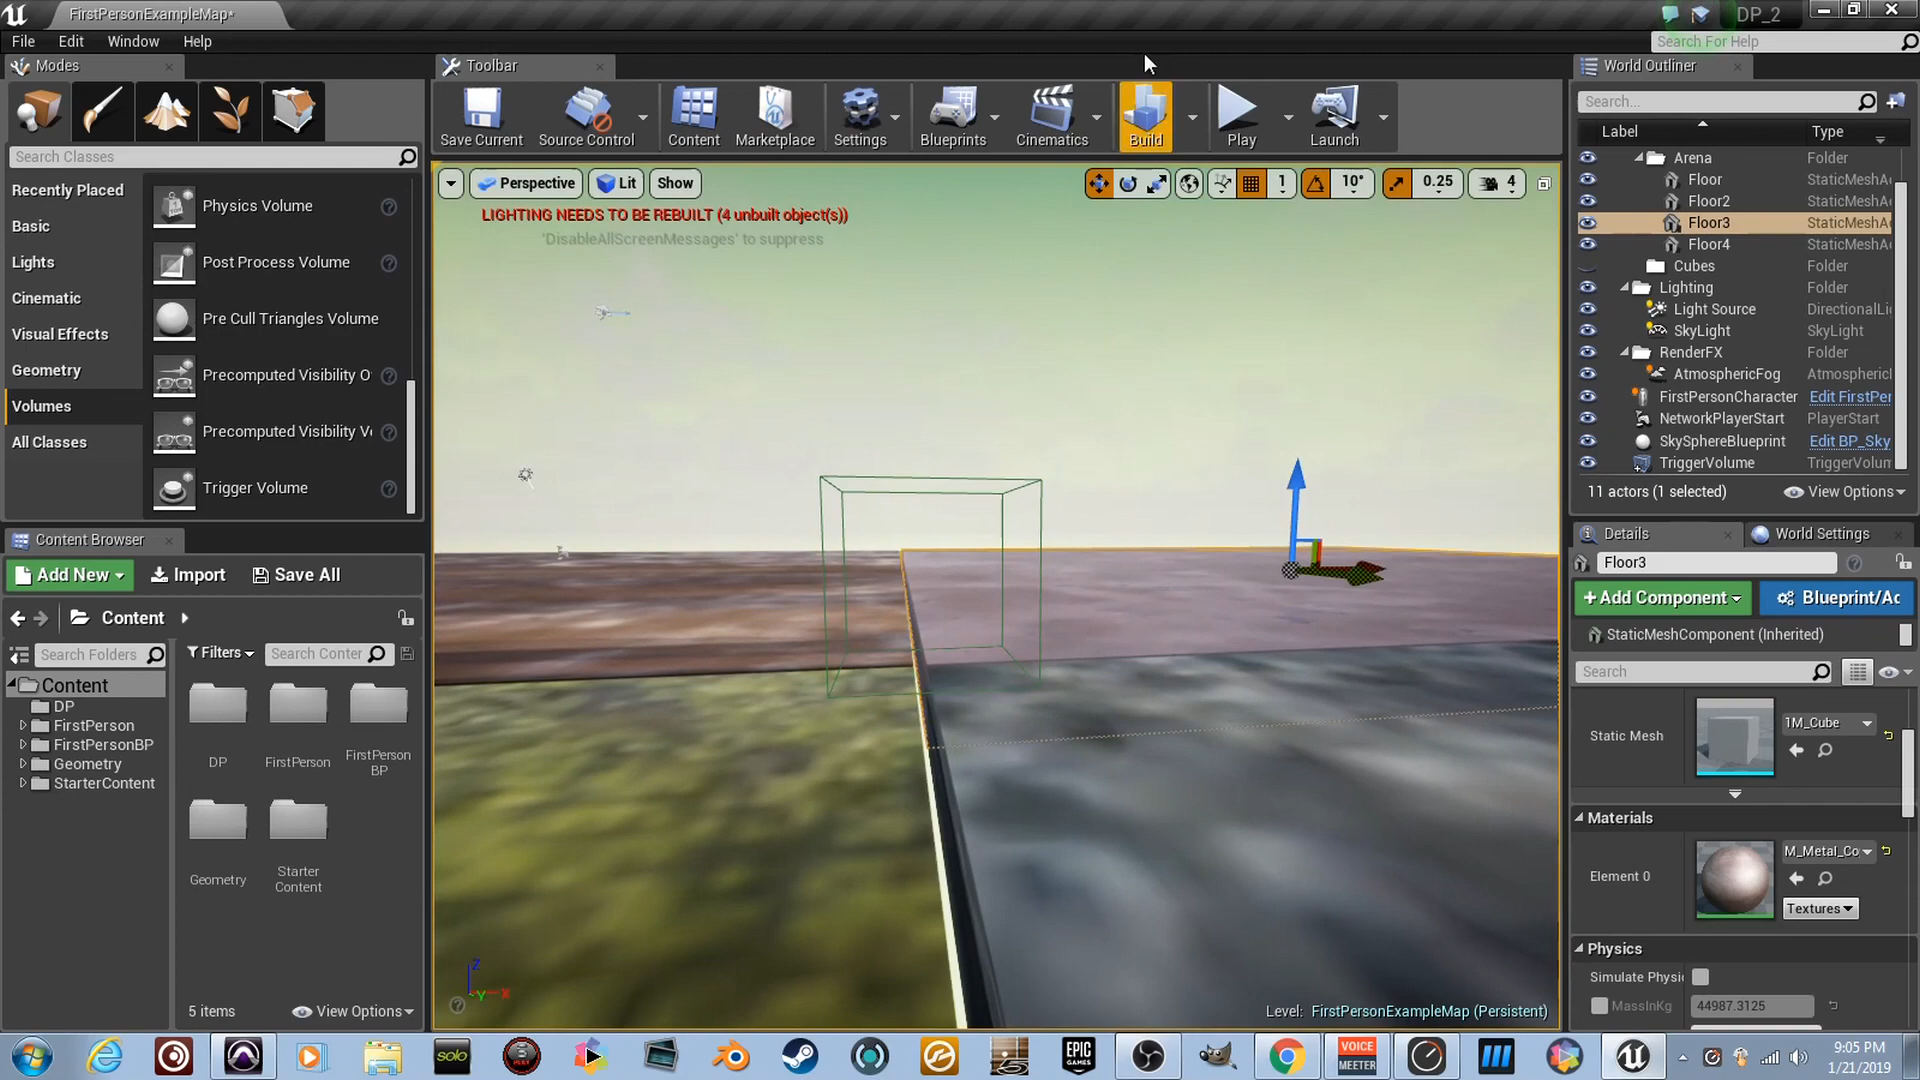 FirstPersonExampleMap*
DP_2
File Edit Window Help
Search For Help
Modes
Toolbar
World Outliner
Save Current
Source Control
Content
Marketplace
Settings
Blueprints
Cinematics
Build
Play
Launch
Search Classes
Recently Placed
Basic
Lights
Cinematic
Visual Effects
Geometry
Volumes
All Classes
Physics Volume
Post Process Volume
Pre Cull Triangles Volume
Precomputed Visibility O
Precomputed Visibility Vo
Trigger Volume
Perspective
Lit
Show
1
10°
0.25
4
LIGHTING NEEDS TO BE REBUILT (4 unbuilt object(s))
'DisableAllScreenMessages' to suppress
Level: FirstPersonExampleMap (Persistent)
Z
Y
X
Search...
Label Type
Arena Folder
Floor StaticMeshA
Floor2 StaticMeshA
Floor3 StaticMeshA
Floor4 StaticMeshA
Cubes Folder
Lighting Folder
Light Source DirectionalLi
SkyLight SkyLight
RenderFX Folder
AtmosphericFog Atmospheric
FirstPersonCharacter Edit FirstPer
NetworkPlayerStart PlayerStart
SkySphereBlueprint Edit BP_Sky
TriggerVolume TriggerVolum
11 actors (1 selected)
View Options
Content Browser
Add New
Import
Save All
Content
Search Folders
Filters
Search Conter
Content
DP
FirstPerson
FirstPersonBP
Geometry
StarterContent
DP
FirstPerson
FirstPerson
BP
Geometry
Starter
Content
5 items
View Options
Details
World Settings
Floor3
+Add Component
Blueprint/Ac
StaticMeshComponent (Inherited)
Search
Static Mesh
1M_Cube
Materials
Element 0
M_Metal_Co
Textures
Physics
Simulate Physi
MassInKg
44987.3125
solo
EPIC
GAMES
VOICE
MEETER
9:05 PM
1/21/2019